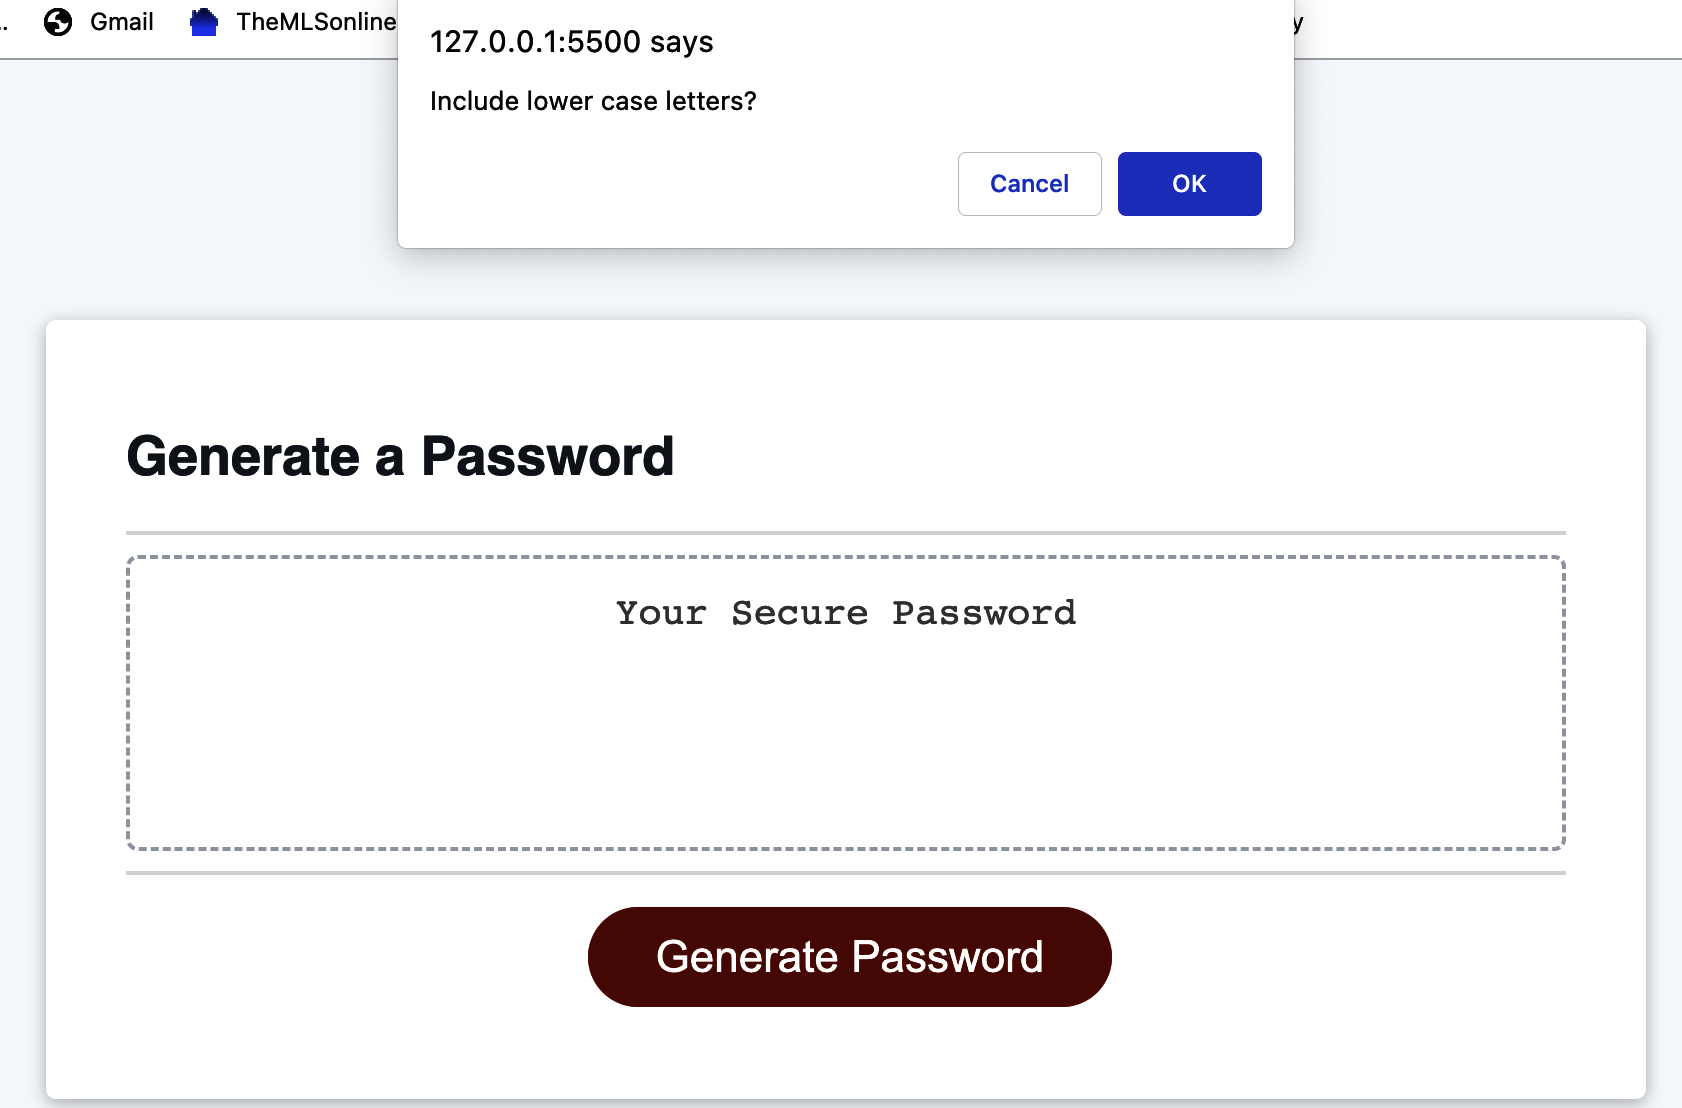 Gmail TheMLSonline
127.0.0.1:5500 says
Include lower case letters?
Cancel OK
Generate a Password
Your Secure Password
Generate Password